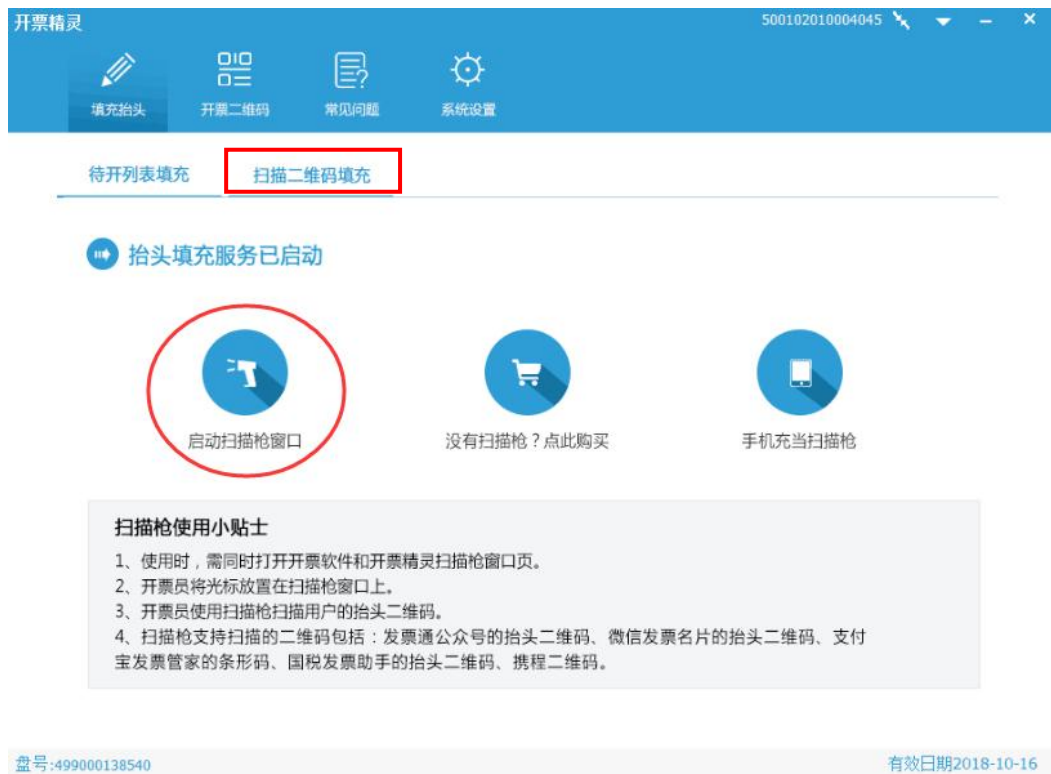 开票精灵
500102010004045
填充抬头 开票二维码 常见问题 系统设置
待开列表填充 扫描二维码填充
抬头填充服务已启动
启动扫描枪窗口 没有扫描枪？点此购买 手机充当扫描枪
扫描枪使用小贴士
1、使用时，需同时打开开票软件和开票精灵扫描枪窗口页。
2、开票员将光标放置在扫描枪窗口上。
3、开票员使用扫描枪扫描用户的抬头二维码。
4、扫描枪支持扫描的二维码包括：发票通公众号的抬头二维码、微信发票名片的抬头二维码、支付
宝发票管家的条形码、国税发票助手的抬头二维码、携程二维码。
盘号:499000138540 有效日期2018-10-16